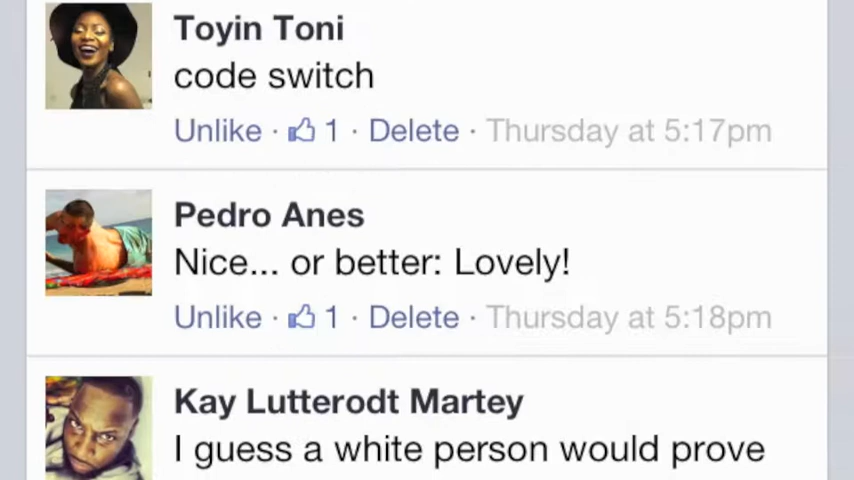 Toyin Toni
code switch
Unlike · 1 · Delete · Thursday at 5:17pm
Pedro Anes
Nice... or better: Lovely!
Unlike · 1 · Delete · Thursday at 5:18pm
Kay Lutterodt Martey
I guess a white person would prove